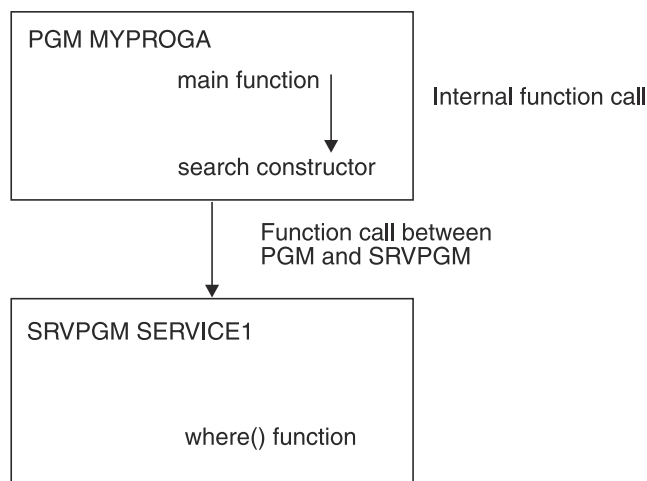 PGM MYPROGA
main function
Internal function call
search constructor
Function call between
PGM and SRVPGM
SRVPGM SERVICE1
where() function